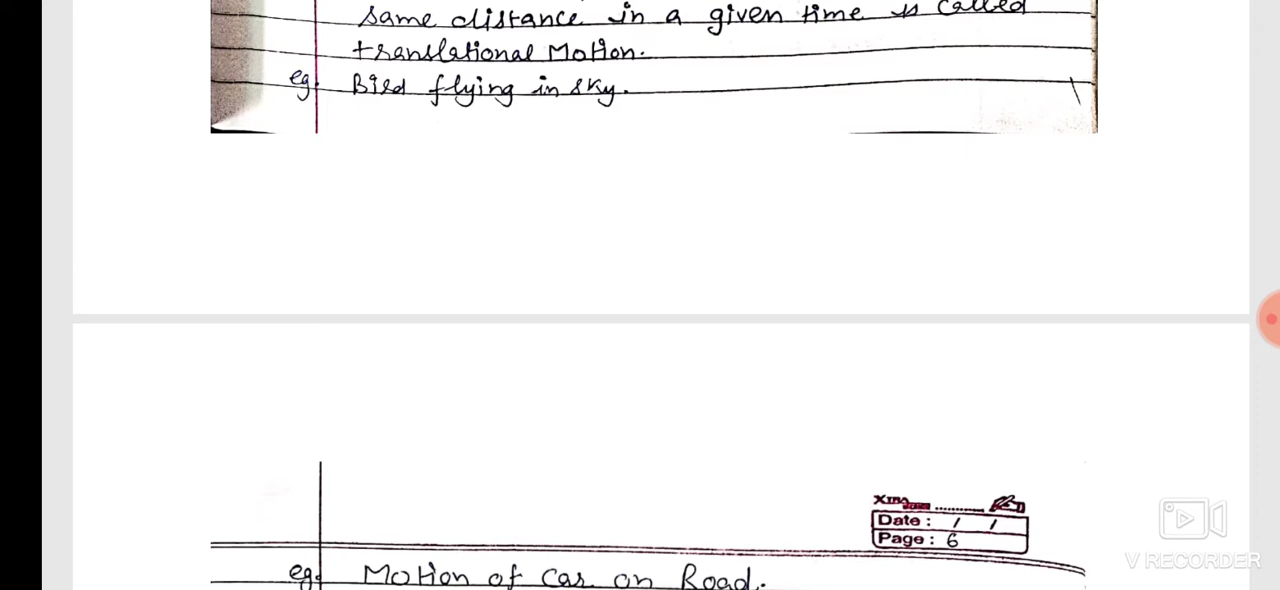 same distance in a given time is called
translational Motion.
eg. Bird flying in sky.
Date : / /
Page : 6
eg. Motion of Car on Road.
V RECORDER